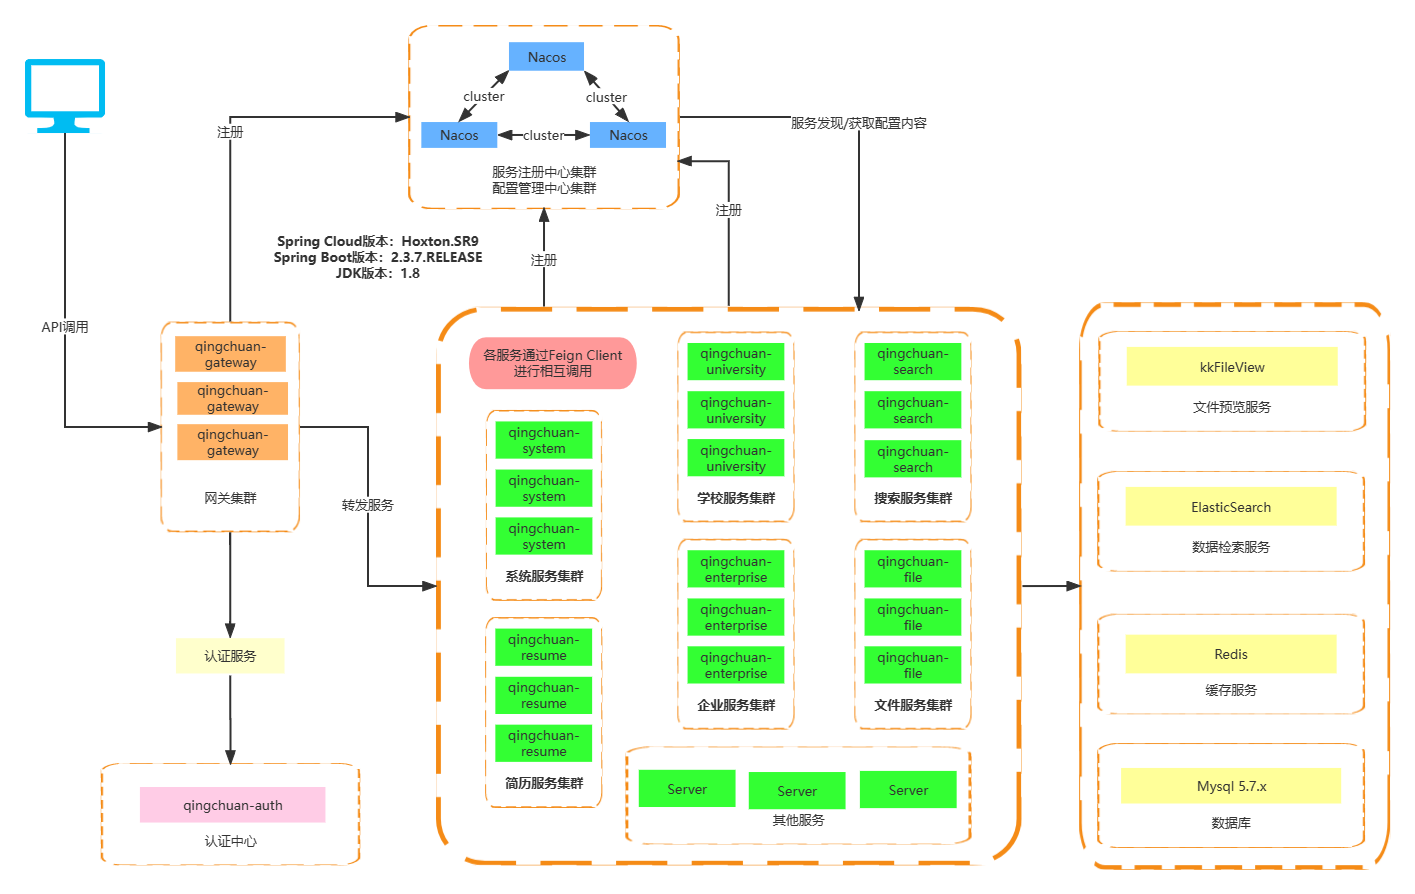 Nacos
cluster
cluster
Nacos
cluster
Nacos
服务注册中心集群
配置管理中心集群
注册
服务发现/获取配置内容
注册
注册
Spring Cloud版本：Hoxton.SR9
Spring Boot版本：2.3.7.RELEASE
JDK版本：1.8
API调用
qingchuan-
gateway
qingchuan-
gateway
qingchuan-
gateway
网关集群
转发服务
认证服务
qingchuan-auth
认证中心
各服务通过Feign Client
进行相互调用
qingchuan-
system
qingchuan-
system
qingchuan-
system
系统服务集群
qingchuan-
resume
qingchuan-
resume
qingchuan-
resume
简历服务集群
qingchuan-
university
qingchuan-
university
qingchuan-
university
学校服务集群
qingchuan-
enterprise
qingchuan-
enterprise
qingchuan-
enterprise
企业服务集群
qingchuan-
search
qingchuan-
search
qingchuan-
search
搜索服务集群
qingchuan-
file
qingchuan-
file
qingchuan-
file
文件服务集群
Server
Server
Server
其他服务
kkFileView
文件预览服务
ElasticSearch
数据检索服务
Redis
缓存服务
Mysql 5.7.x
数据库